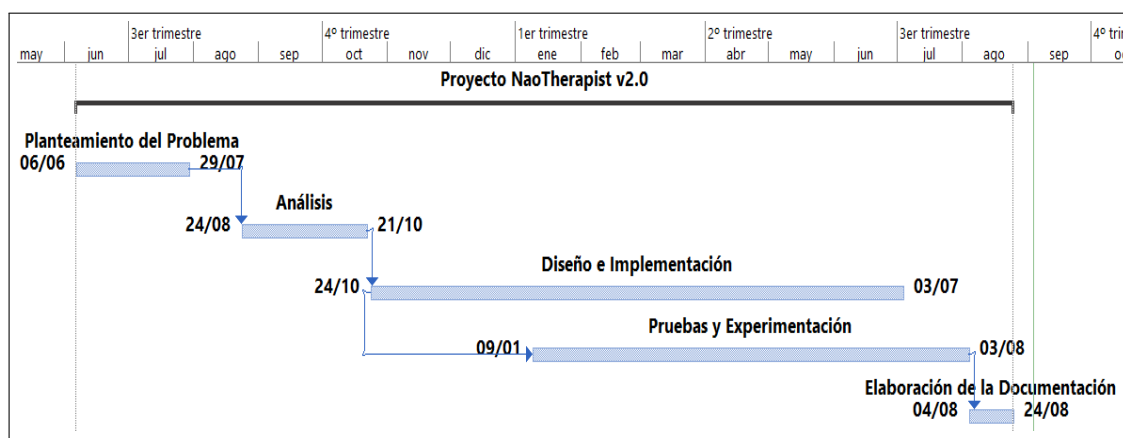 3er trimestre 4º trimestre 1er trimestre 2º trimestre 3er trimestre 4º trim
may jun jul ago sep oct nov dic ene feb mar abr may jun jul ago sep oc
Proyecto NaoTherapist v2.0
Planteamiento del Problema
06/06 29/07
Análisis
24/08 21/10
Diseño e Implementación
24/10 03/07
Pruebas y Experimentación
09/01 03/08
Elaboración de la Documentación
04/08 24/08